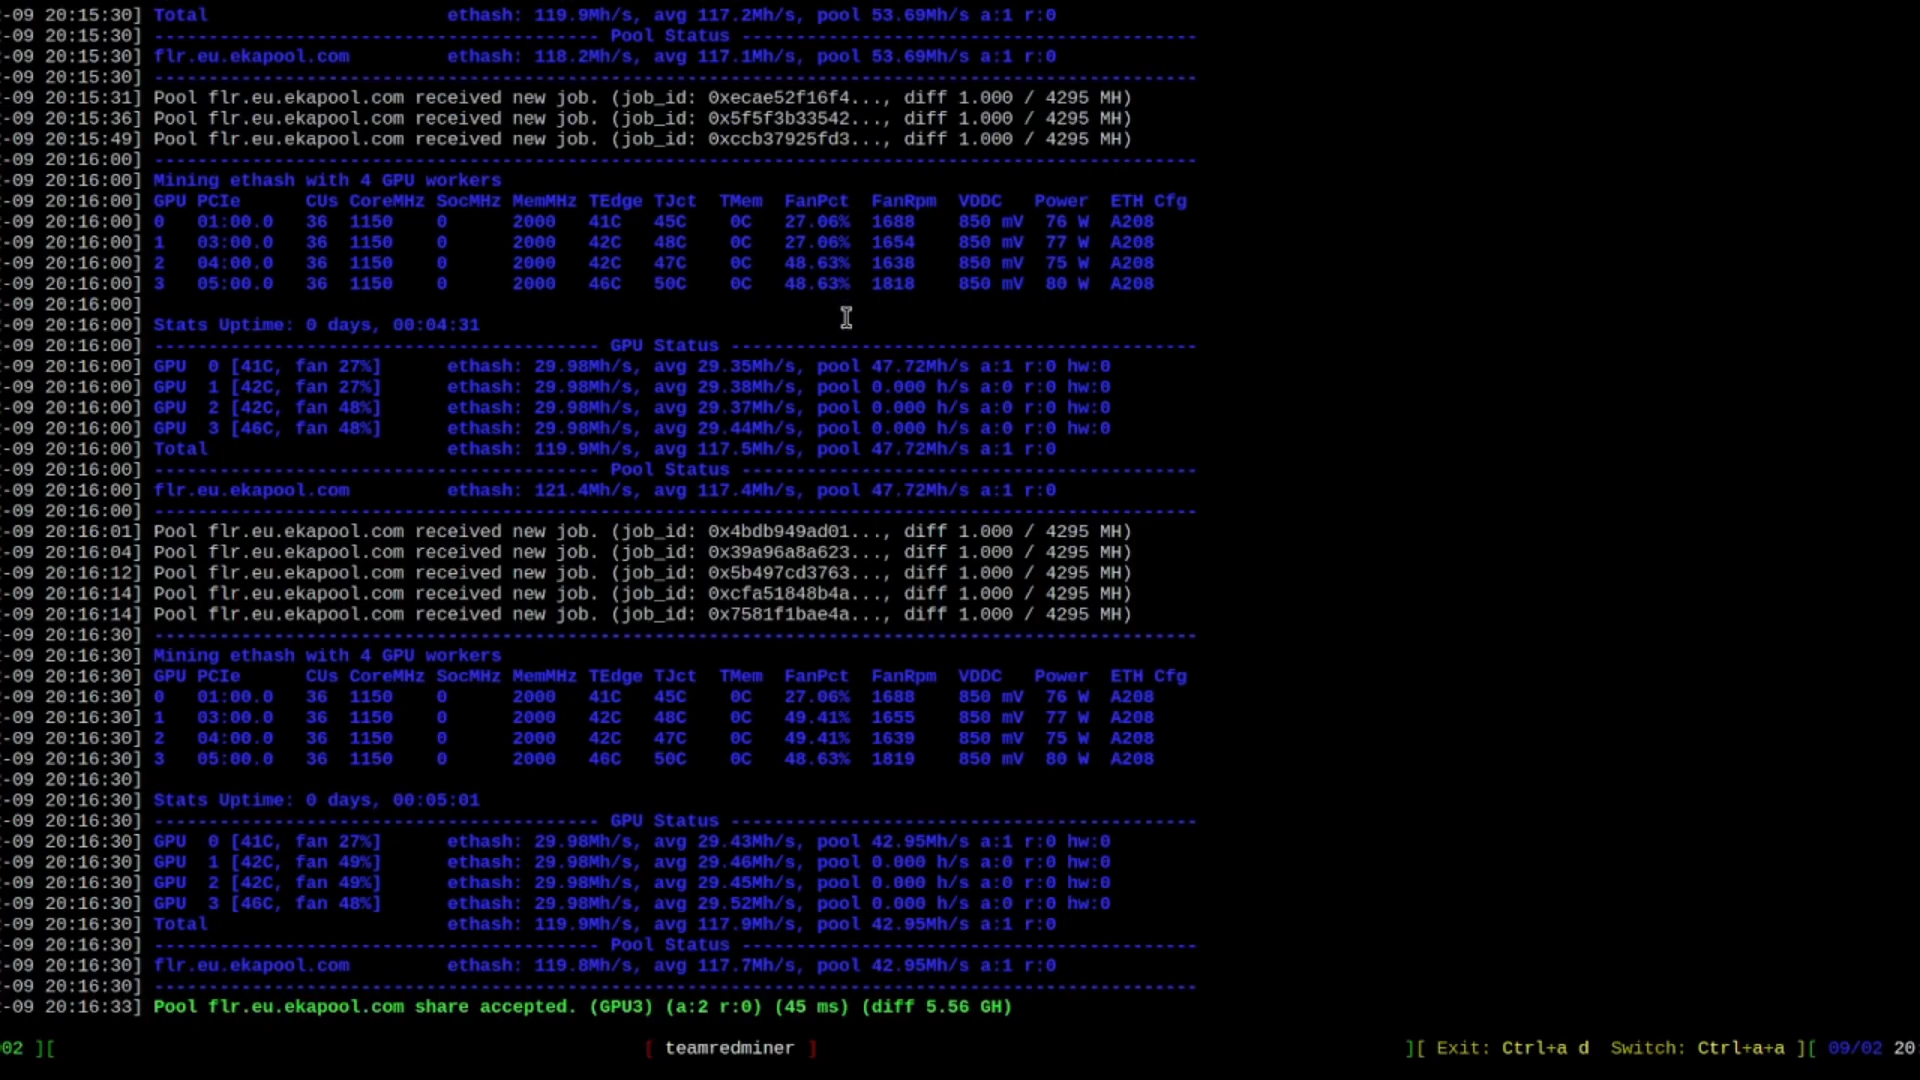 -09 20:15:30] Total ethash: 119.9Mh/s, avg 117.2Mh/s, pool 53.69Mh/s a:1 r:0
-09 20:15:30] ----------------------------------------- Pool Status ------------------------------------------
-09 20:15:30] flr.eu.ekapool.com ethash: 118.2Mh/s, avg 117.1Mh/s, pool 53.69Mh/s a:1 r:0
-09 20:15:30] ------------------------------------------------------------------------------------------------
-09 20:15:31] Pool flr.eu.ekapool.com received new job. (job_id: 0xecae52f16f4..., diff 1.000 / 4295 MH)
-09 20:15:36] Pool flr.eu.ekapool.com received new job. (job_id: 0x5f5f3b33542..., diff 1.000 / 4295 MH)
-09 20:15:49] Pool flr.eu.ekapool.com received new job. (job_id: 0xccb37925fd3..., diff 1.000 / 4295 MH)
-09 20:16:00] ------------------------------------------------------------------------------------------------
-09 20:16:00] Mining ethash with 4 GPU workers
-09 20:16:00] GPU PCIe CUs CoreMHz SocMHz MemMHz TEdge TJct TMem FanPct FanRpm VDDC Power ETH Cfg
-09 20:16:00] 0 01:00.0 36 1150 0 2000 41C 45C 0C 27.06% 1688 850 mV 76 W A208
-09 20:16:00] 1 03:00.0 36 1150 0 2000 42C 48C 0C 27.06% 1654 850 mV 77 W A208
-09 20:16:00] 2 04:00.0 36 1150 0 2000 42C 47C 0C 48.63% 1638 850 mV 75 W A208
-09 20:16:00] 3 05:00.0 36 1150 0 2000 46C 50C 0C 48.63% 1818 850 mV 80 W A208
-09 20:16:00]
-09 20:16:00] Stats Uptime: 0 days, 00:04:31
-09 20:16:00] ----------------------------------------- GPU Status -------------------------------------------
-09 20:16:00] GPU 0 [41C, fan 27%] ethash: 29.98Mh/s, avg 29.35Mh/s, pool 47.72Mh/s a:1 r:0 hw:0
-09 20:16:00] GPU 1 [42C, fan 27%] ethash: 29.98Mh/s, avg 29.38Mh/s, pool 0.000 h/s a:0 r:0 hw:0
-09 20:16:00] GPU 2 [42C, fan 48%] ethash: 29.98Mh/s, avg 29.37Mh/s, pool 0.000 h/s a:0 r:0 hw:0
-09 20:16:00] GPU 3 [46C, fan 48%] ethash: 29.98Mh/s, avg 29.44Mh/s, pool 0.000 h/s a:0 r:0 hw:0
-09 20:16:00] Total ethash: 119.9Mh/s, avg 117.5Mh/s, pool 47.72Mh/s a:1 r:0
-09 20:16:00] ----------------------------------------- Pool Status ------------------------------------------
-09 20:16:00] flr.eu.ekapool.com ethash: 121.4Mh/s, avg 117.4Mh/s, pool 47.72Mh/s a:1 r:0
-09 20:16:00] ------------------------------------------------------------------------------------------------
-09 20:16:01] Pool flr.eu.ekapool.com received new job. (job_id: 0x4bdb949ad01..., diff 1.000 / 4295 MH)
-09 20:16:04] Pool flr.eu.ekapool.com received new job. (job_id: 0x39a96a8a623..., diff 1.000 / 4295 MH)
-09 20:16:12] Pool flr.eu.ekapool.com received new job. (job_id: 0x5b497cd3763..., diff 1.000 / 4295 MH)
-09 20:16:14] Pool flr.eu.ekapool.com received new job. (job_id: 0xcfa51848b4a..., diff 1.000 / 4295 MH)
-09 20:16:14] Pool flr.eu.ekapool.com received new job. (job_id: 0x7581f1bae4a..., diff 1.000 / 4295 MH)
-09 20:16:30] ------------------------------------------------------------------------------------------------
-09 20:16:30] Mining ethash with 4 GPU workers
-09 20:16:30] GPU PCIe CUs CoreMHz SocMHz MemMHz TEdge TJct TMem FanPct FanRpm VDDC Power ETH Cfg
-09 20:16:30] 0 01:00.0 36 1150 0 2000 41C 45C 0C 27.06% 1688 850 mV 76 W A208
-09 20:16:30] 1 03:00.0 36 1150 0 2000 42C 48C 0C 49.41% 1655 850 mV 77 W A208
-09 20:16:30] 2 04:00.0 36 1150 0 2000 42C 47C 0C 49.41% 1639 850 mV 75 W A208
-09 20:16:30] 3 05:00.0 36 1150 0 2000 46C 50C 0C 48.63% 1819 850 mV 80 W A208
-09 20:16:30]
-09 20:16:30] Stats Uptime: 0 days, 00:05:01
-09 20:16:30] ----------------------------------------- GPU Status -------------------------------------------
-09 20:16:30] GPU 0 [41C, fan 27%] ethash: 29.98Mh/s, avg 29.43Mh/s, pool 42.95Mh/s a:1 r:0 hw:0
-09 20:16:30] GPU 1 [42C, fan 49%] ethash: 29.98Mh/s, avg 29.46Mh/s, pool 0.000 h/s a:0 r:0 hw:0
-09 20:16:30] GPU 2 [42C, fan 49%] ethash: 29.98Mh/s, avg 29.45Mh/s, pool 0.000 h/s a:0 r:0 hw:0
-09 20:16:30] GPU 3 [46C, fan 48%] ethash: 29.98Mh/s, avg 29.52Mh/s, pool 0.000 h/s a:0 r:0 hw:0
-09 20:16:30] Total ethash: 119.9Mh/s, avg 117.9Mh/s, pool 42.95Mh/s a:1 r:0
-09 20:16:30] ----------------------------------------- Pool Status ------------------------------------------
-09 20:16:30] flr.eu.ekapool.com ethash: 119.8Mh/s, avg 117.7Mh/s, pool 42.95Mh/s a:1 r:0
-09 20:16:30] ------------------------------------------------------------------------------------------------
-09 20:16:33] Pool flr.eu.ekapool.com share accepted. (GPU3) (a:2 r:0) (45 ms) (diff 5.56 GH)
02 ][ [ teamredminer ] ][ Exit: Ctrl+a d Switch: Ctrl+a+a ][ 09/02 20